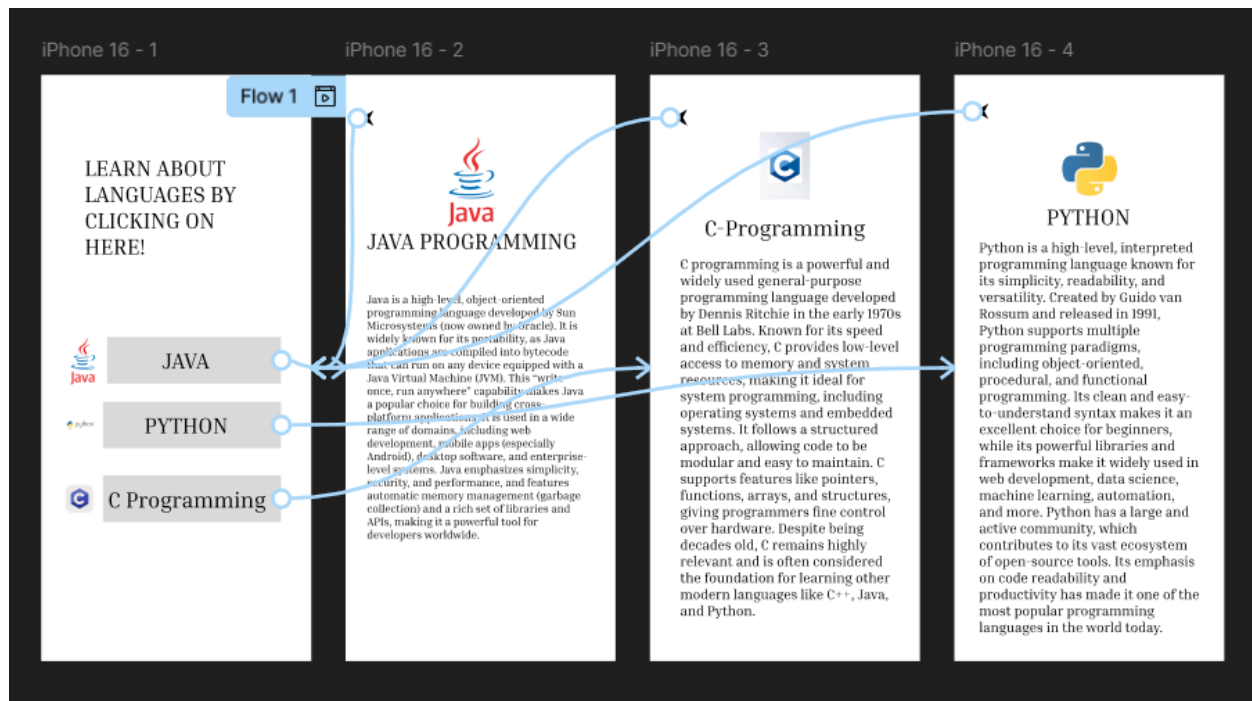 iPhone 16 - 1
iPhone 16 - 2
iPhone 16 - 3
iPhone 16 - 4
Flow 1
LEARN ABOUT
LANGUAGES BY
CLICKING ON
HERE!
Java
JAVA
python
PYTHON
C Programming
Java
JAVA PROGRAMMING
Java is a high-level, object-oriented
programming language developed by Sun
Microsystems (now owned by Oracle). It is
widely known for its portability, as Java
applications are compiled into bytecode
that can run on any device equipped with a
Java Virtual Machine (JVM). This "write
once, run anywhere" capability makes Java
a popular choice for building cross-
platform applications. It is used in a wide
range of domains, including web
development, mobile apps (especially
Android), desktop software, and enterprise-
level systems. Java emphasizes simplicity,
security, and performance, and features
automatic memory management (garbage
collection) and a rich set of libraries and
APIs, making it a powerful tool for
developers worldwide.
C
C-Programming
C programming is a powerful and
widely used general-purpose
programming language developed
by Dennis Ritchie in the early 1970s
at Bell Labs. Known for its speed
and efficiency, C provides low-level
access to memory and system
resources, making it ideal for
system programming, including
operating systems and embedded
systems. It follows a structured
approach, allowing code to be
modular and easy to maintain. C
supports features like pointers,
functions, arrays, and structures,
giving programmers fine control
over hardware. Despite being
decades old, C remains highly
relevant and is often considered
the foundation for learning other
modern languages like C++, Java,
and Python.
PYTHON
Python is a high-level, interpreted
programming language known for
its simplicity, readability, and
versatility. Created by Guido van
Rossum and released in 1991,
Python supports multiple
programming paradigms,
including object-oriented,
procedural, and functional
programming. Its clean and easy-
to-understand syntax makes it an
excellent choice for beginners,
while its powerful libraries and
frameworks make it widely used in
web development, data science,
machine learning, automation,
and more. Python has a large and
active community, which
contributes to its vast ecosystem
of open-source tools. Its emphasis
on code readability and
productivity has made it one of the
most popular programming
languages in the world today.